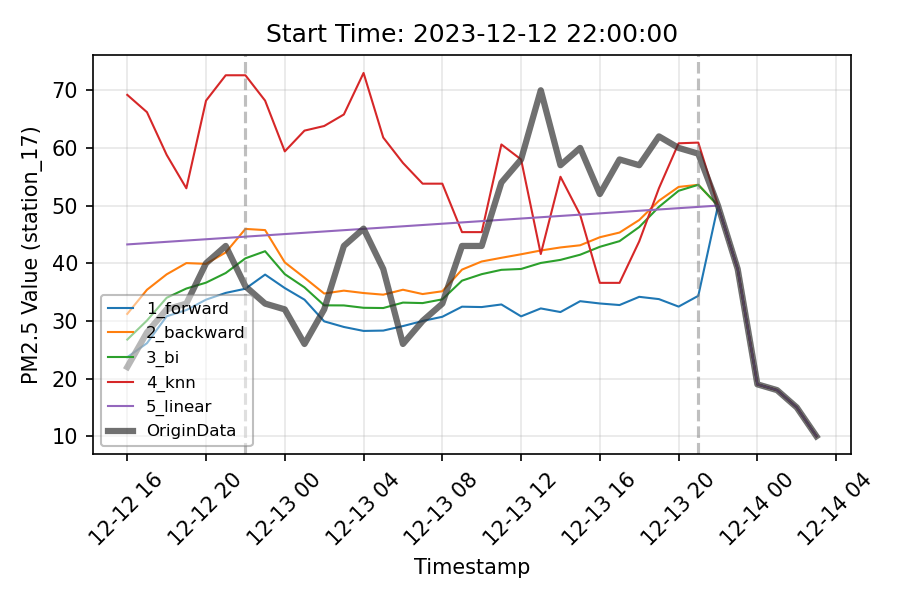 Start Time: 2023-12-12 22:00:00
PM2.5 Value (station_17)
70
60
50
40
30
20
10
1_forward
2_backward
3_bi
4_knn
5_linear
OriginData
12-12 16
12-12 20
12-13 00
12-13 04
12-13 08
12-13 12
12-13 16
12-13 20
12-14 00
12-14 04
Timestamp